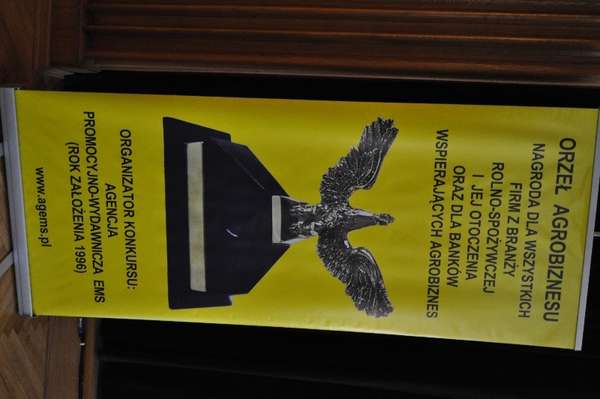 ORZEŁ AGROBIZNESU
NAGRODA DLA WSZYSTKICH
FIRM Z BRANŻY
ROLNO-SPOŻYWCZEJ
I JEJ OTOCZENIA
ORAZ DLA BANKÓW
WSPIERAJĄCYCH AGROBIZNES
ORGANIZATOR KONKURSU:
AGENCJA
PROMOCYJNO-WYDAWNICZA EMS
(ROK ZAŁOŻENIA 1996)
www.agems.pl